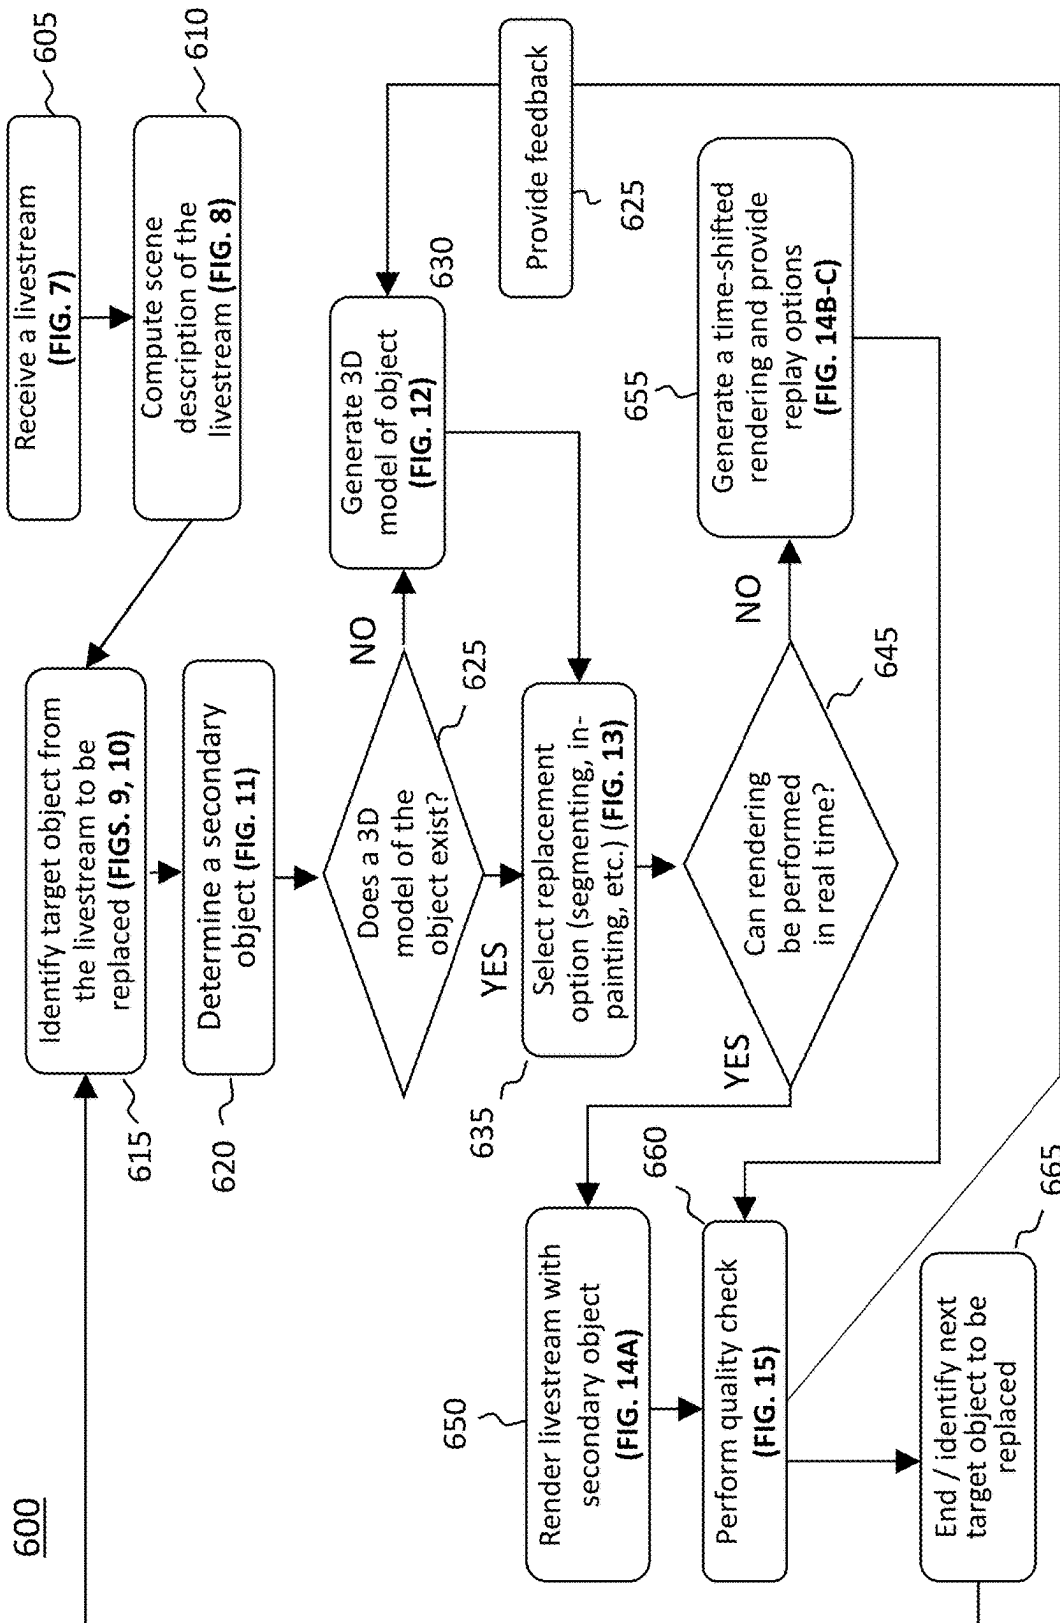 600
605
Receive a livestream
(FIG. 7)
610
Compute scene
description of the
livestream (FIG. 8)
Identify target object from
the livestream to be
replaced (FIGS. 9, 10)
615
Determine a secondary
object (FIG. 11)
620
Does a 3D
model of the
object exist?
625
NO
YES
Generate 3D
model of object
(FIG. 12)
630
Provide feedback
625
Select replacement
option (segmenting, in-
painting, etc.) (FIG. 13)
635
Can rendering
be performed
in real time?
645
NO
YES
655
Generate a time-shifted
rendering and provide
replay options
(FIG. 14B-C)
650
Render livestream with
secondary object
(FIG. 14A)
660
Perform quality check
(FIG. 15)
665
End / identify next
target object to be
replaced